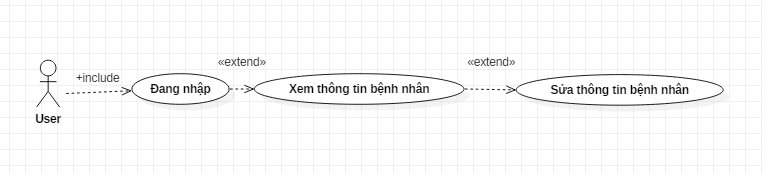 «extend»
«extend»
+include
Đang nhập
Xem thông tin bệnh nhân
Sửa thông tin bệnh nhân
User